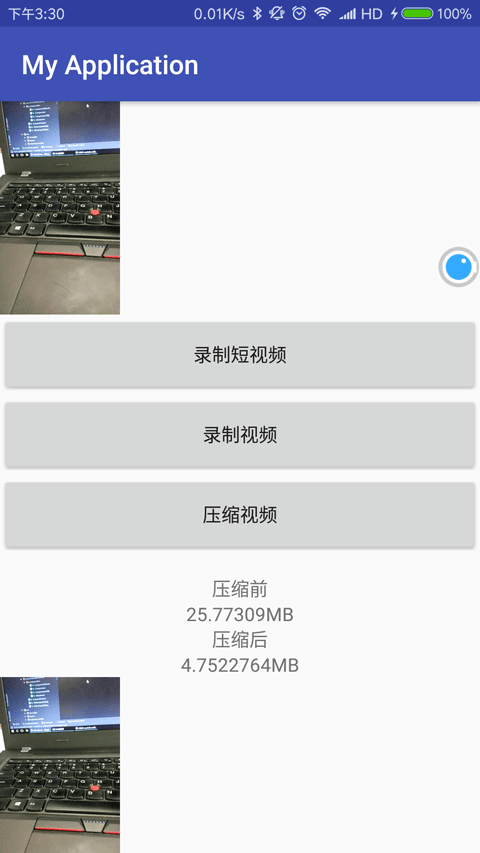 下午3:30
0.01K/s
HD
100%
My Application
录制短视频
录制视频
压缩视频
压缩前
25.77309MB
压缩后
4.7522764MB